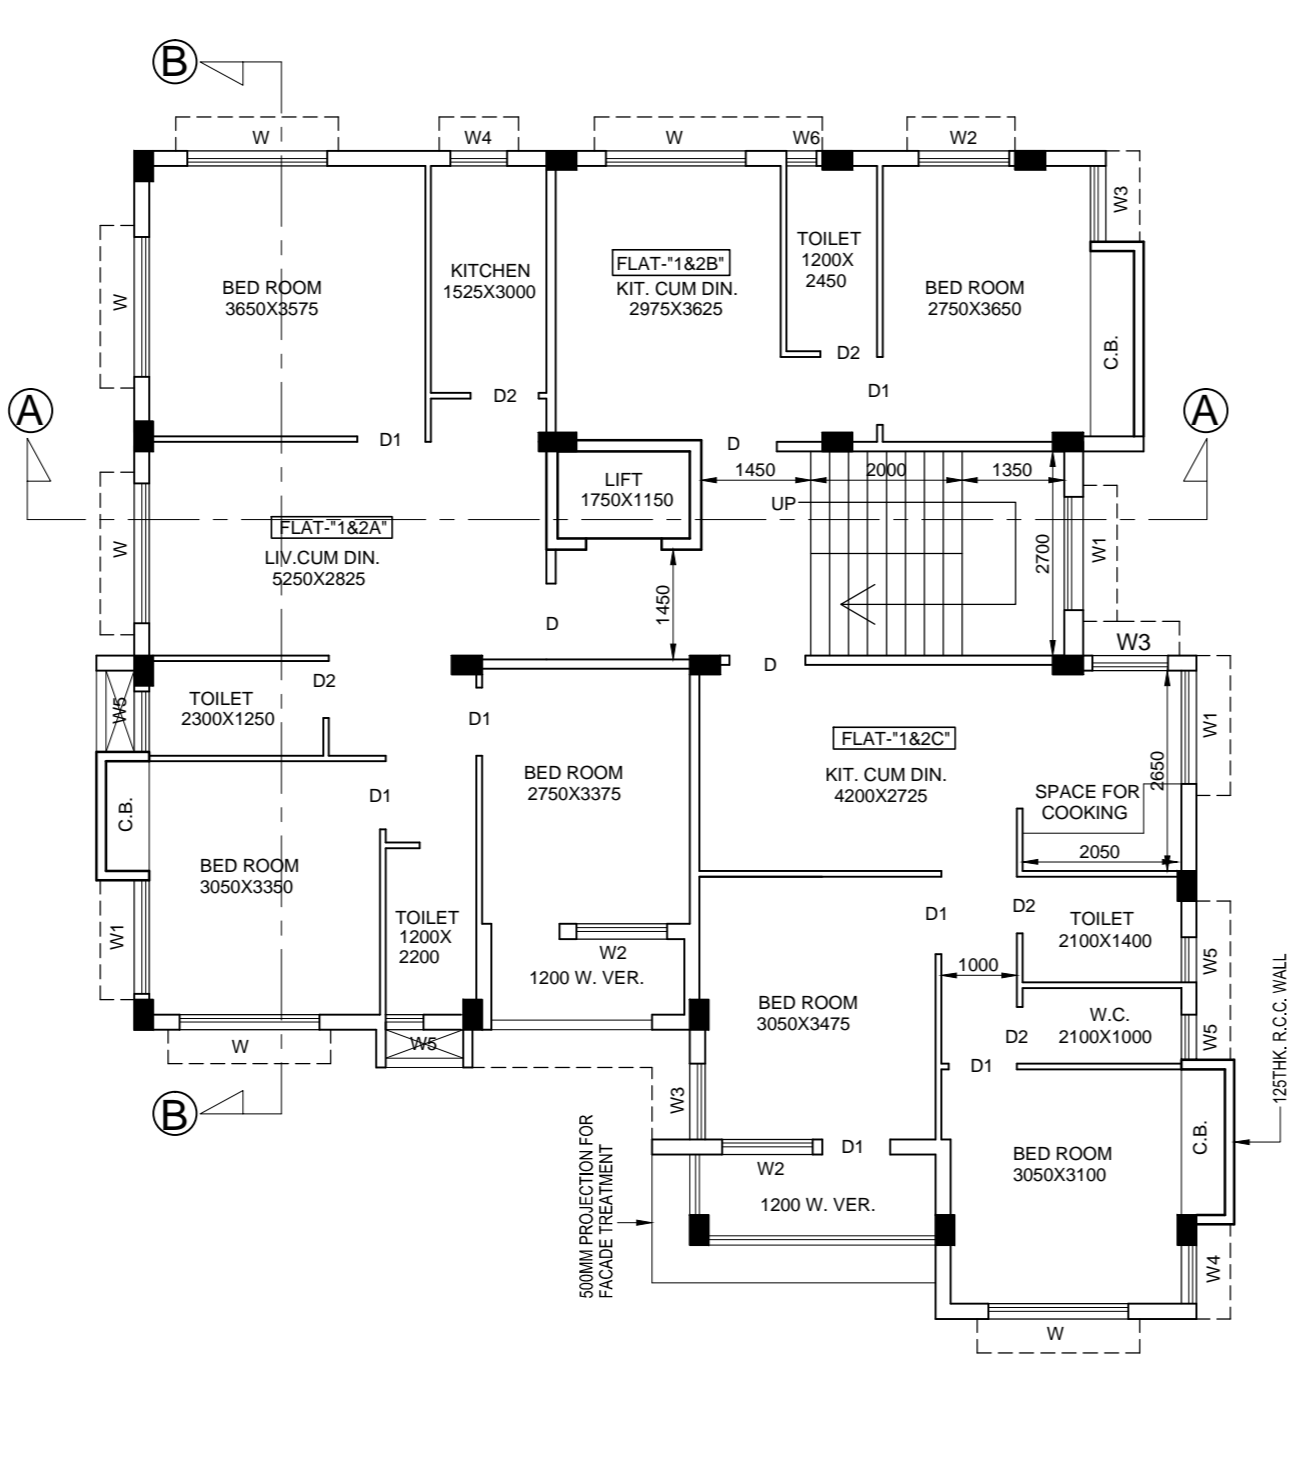 B
W
W4
W
W6
W2
W3
W
BED ROOM
3650X3575
KITCHEN
1525X3000
FLAT-"1&2B"
KIT. CUM DIN.
2975X3625
TOILET
1200X
2450
BED ROOM
2750X3650
C.B.
D2
D1
D2
D1
A
A
D
LIFT
1750X1150
1450
2000
1350
UP
W
FLAT-"1&2A"
LIV.CUM DIN.
5250X2825
2700
W1
1450
D
D
W3
W5
TOILET
2300X1250
D2
D1
BED ROOM
2750X3375
FLAT-"1&2C"
KIT. CUM DIN.
4200X2725
SPACE FOR
COOKING
2650
W1
2050
C.B.
D1
BED ROOM
3050X3350
W1
TOILET
1200X
2200
W2
1200 W. VER.
D1
D2
TOILET
2100X1400
W5
1000
BED ROOM
3050X3475
W.C.
2100X1000
W5
D2
D1
125THK. R.C.C. WALL
W
W5
B
W3
D1
W2
1200 W. VER.
BED ROOM
3050X3100
C.B.
500MM PROJECTION FOR
FACADE TREATMENT
W4
W